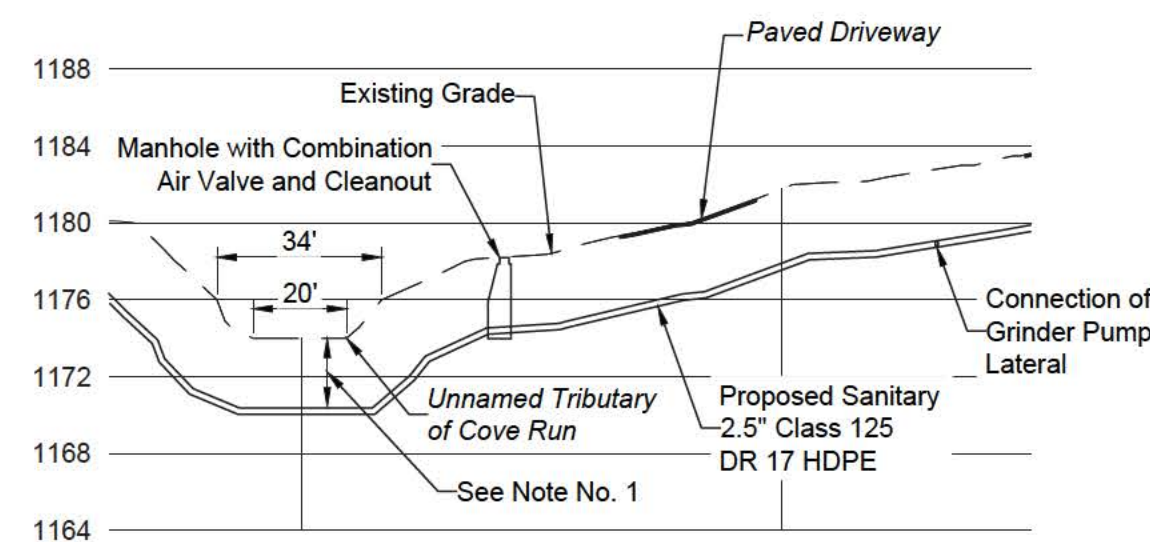 Paved Driveway
1188
Existing Grade
1184
Manhole with Combination
Air Valve and Cleanout
1180
34'
20'
1176
Connection of
Grinder Pump
Lateral
1172
Unnamed Tributary
of Cove Run
Proposed Sanitary
2.5" Class 125
DR 17 HDPE
1168
See Note No. 1
1164